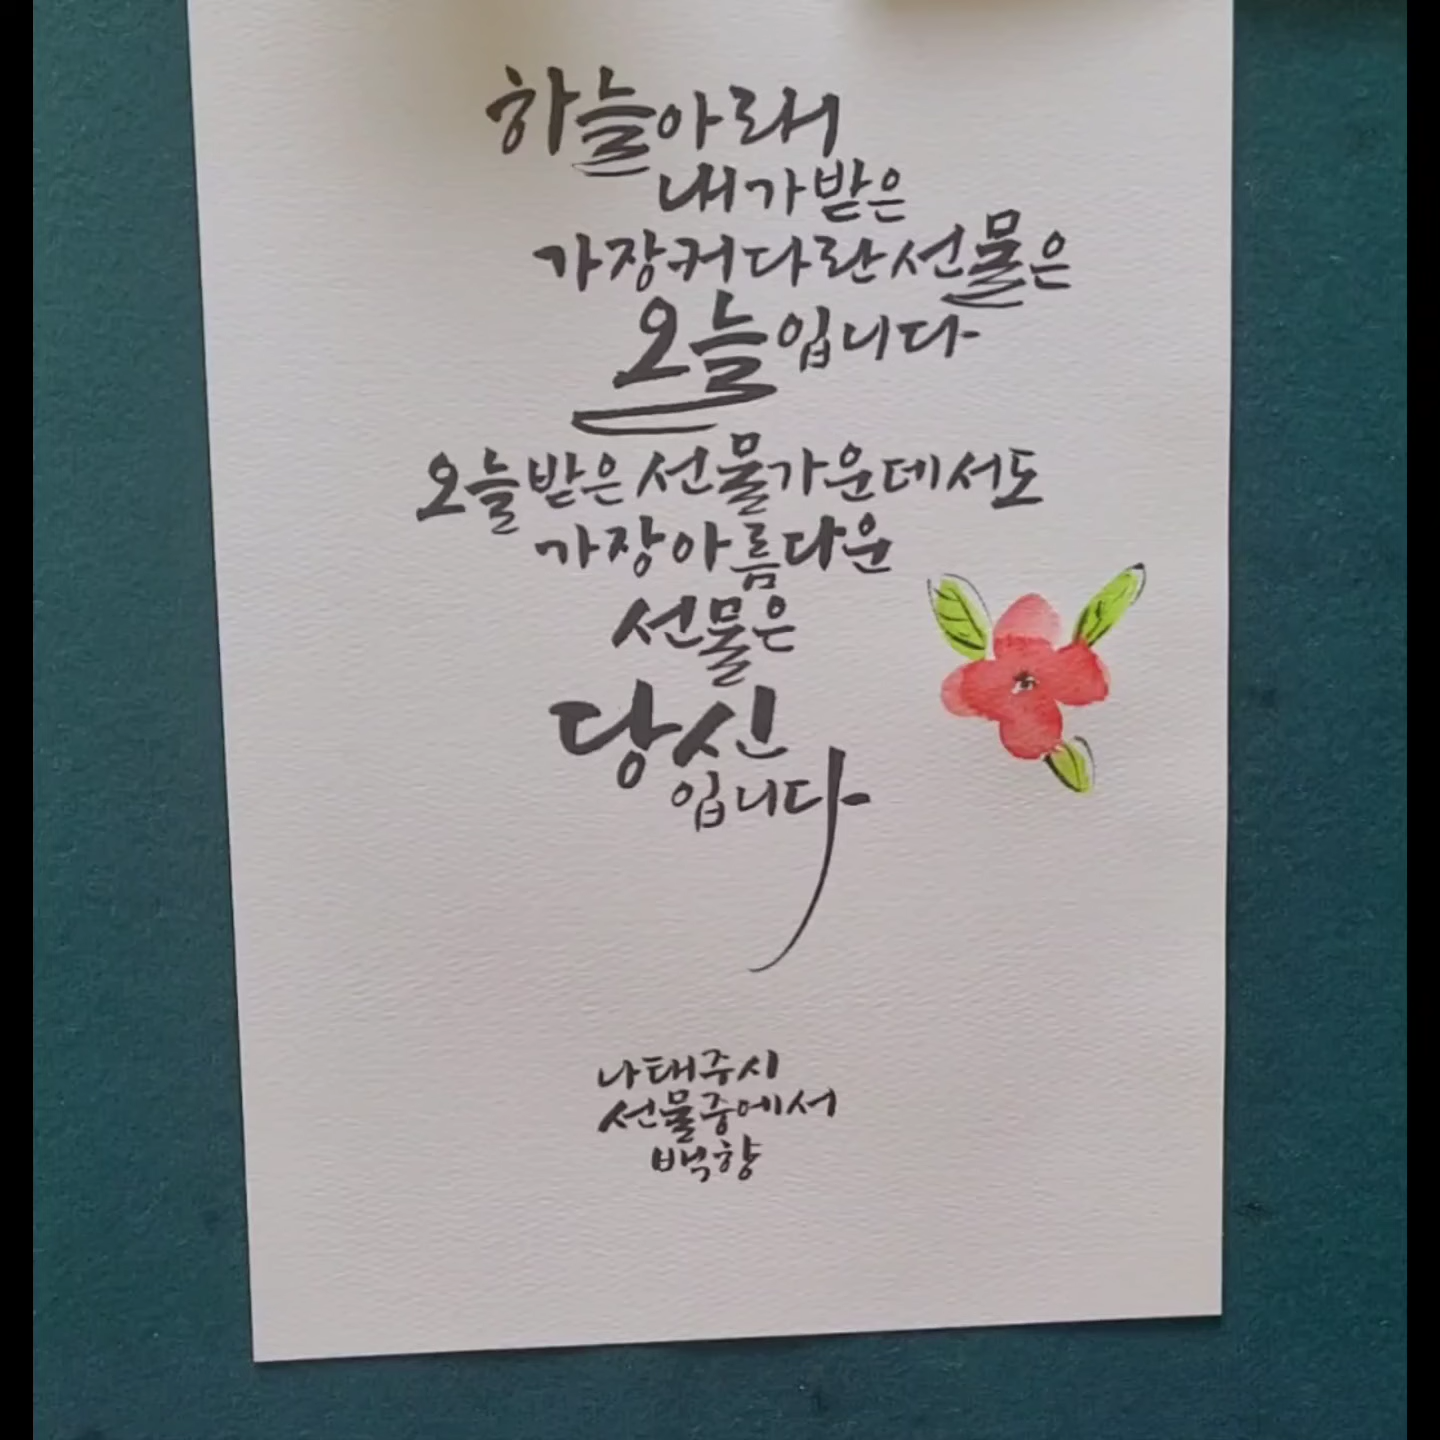 하늘아래
내가받은
가장커다란선물은
오늘입니다
오늘받은선물가운데서도
가장아름다운
선물은
당신
입니다
나태주시
선물중에서
백향